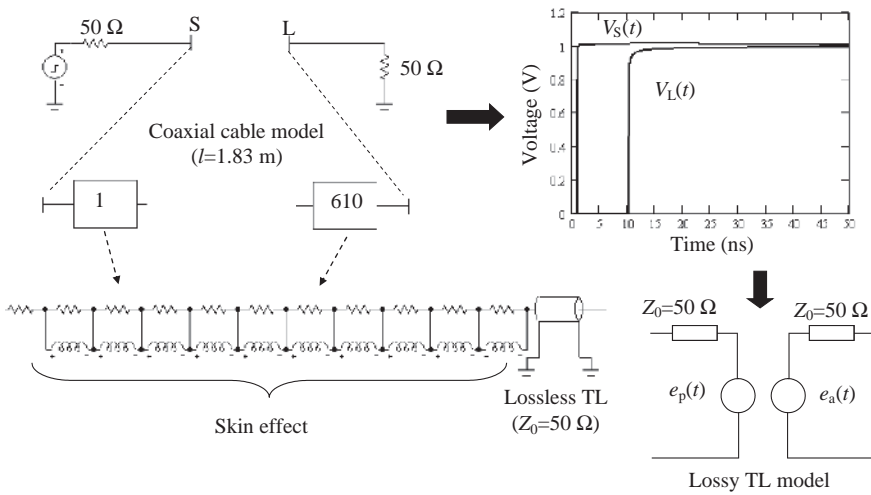 50 Ω
S
L
50 Ω
Coaxial cable model
(l=1.83 m)
1
610
+ - + - + - + - + - + - + - + - + - + -
Skin effect
Lossless TL
(Z0=50 Ω)
Voltage (V)
1.2
1
0.8
0.6
0.4
0.2
0
VS(t)
VL(t)
0 5 10 15 20 25 30 35 40 45 50
Time (ns)
Z0=50 Ω
Z0=50 Ω
ep(t)
ea(t)
Lossy TL model